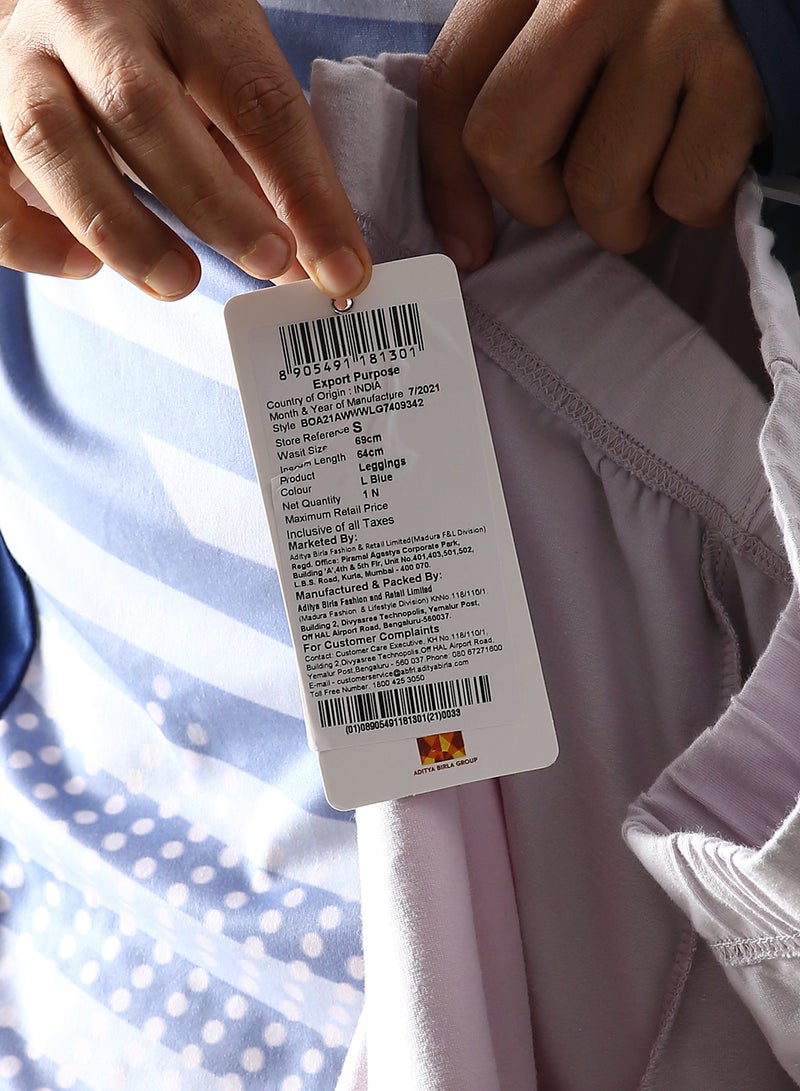 8 905491 181301
Export Purpose
Country of Origin : INDIA
Month & Year of Manufacture 7/2021
Style BOA21AWWWLG7409342
Store Reference S
Wasit Size 69cm
Length 64cm
Product Leggings
Colour L Blue
Net Quantity 1 N
Maximum Retail Price
Inclusive of all Taxes
Marketed By:
Aditya Birla Fashion & Retail Limited(Madura F&L Division)
Regd. Office: Piramal Agastya Corporate Park,
Building 'A',4th & 5th Flr, Unit No.401,403,501,502,
L.B.S. Road, Kurla, Mumbai - 400 070.
Manufactured & Packed By:
Aditya Birla Fashion and Retail Limited
(Madura Fashion & Lifestyle Division) KhNo.118/110/1,
Building 2, Divyasree Technopolis, Yemalur Post,
Off HAL Airport Road, Bengaluru-560037.
For Customer Complaints
Contact: Customer Care Executive, KH No.118/110/1,
Building 2,Divyasree Technopolis,Off HAL Airport Road,
Yemalur Post,Bengaluru - 560 037 Phone: 080 67271600
E-mail - customerservice@abfrl.adityabirla.com
Toll Free Number 1800 425 3050
(01)08905491181301(21)0033
ADITYA BIRLA GROUP